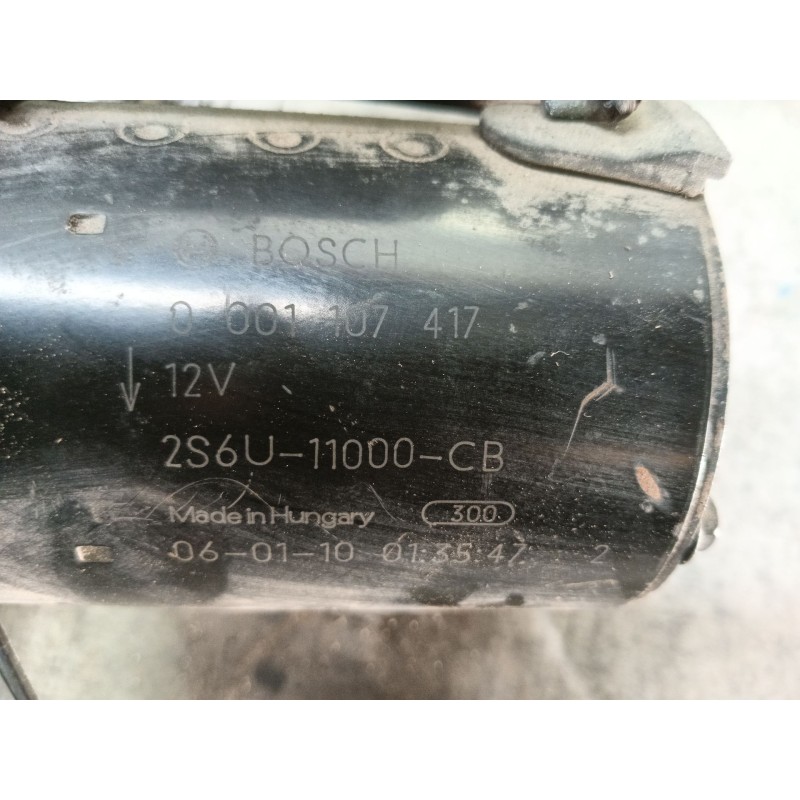 BOSCH
0 001 107 417
12V
2S6U-11000-CB
Made in Hungary 300
06-01-10 01:35:47 2